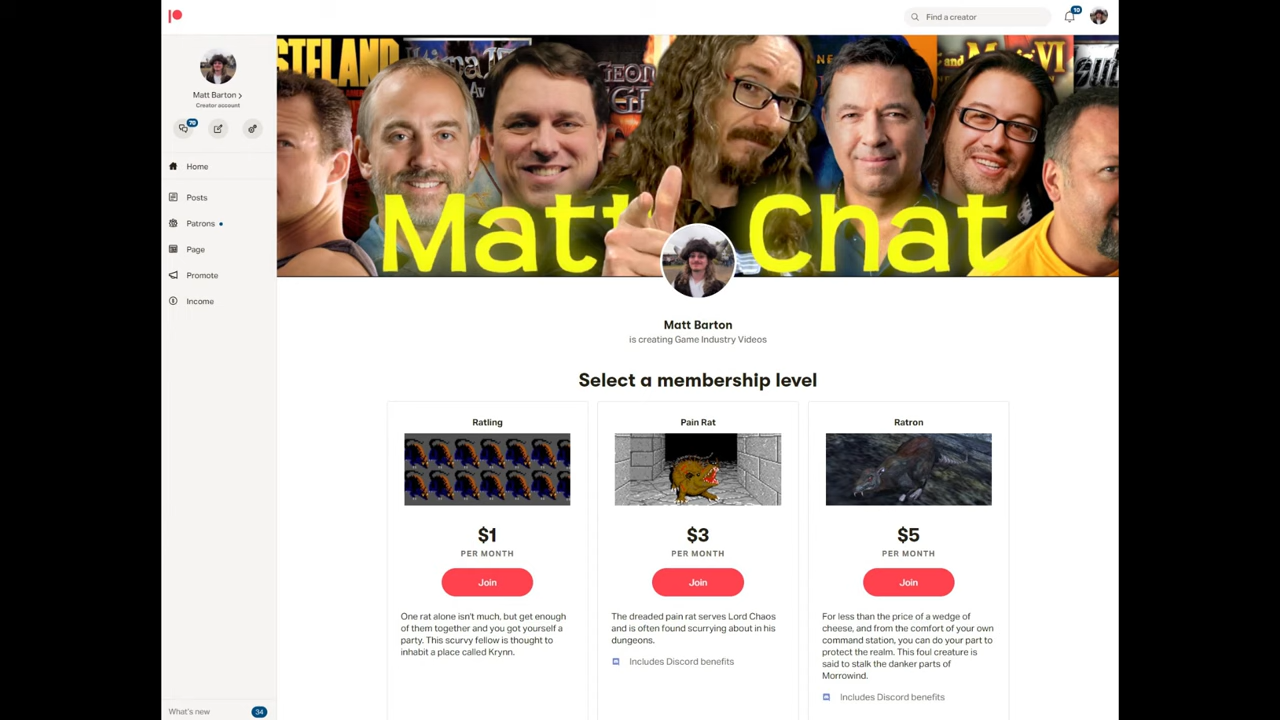 Find a creator
10
Matt Barton
Creator account
70
Home
Posts
Patrons
Page
Promote
Income
What's new
34
Matt Chat
Matt Barton
is creating Game Industry Videos
Select a membership level
Ratling
$1
PER MONTH
Join
One rat alone isn't much, but get enough
of them together and you got yourself a
party. This scurvy fellow is thought to
inhabit a place called Krynn.
Pain Rat
$3
PER MONTH
Join
The dreaded pain rat serves Lord Chaos
and is often found scurrying about in his
dungeons.
Includes Discord benefits
Ratron
$5
PER MONTH
Join
For less than the price of a wedge of
cheese, and from the comfort of your own
command station, you can do your part to
protect the realm. This foul creature is
said to stalk the danker parts of
Morrowind.
Includes Discord benefits